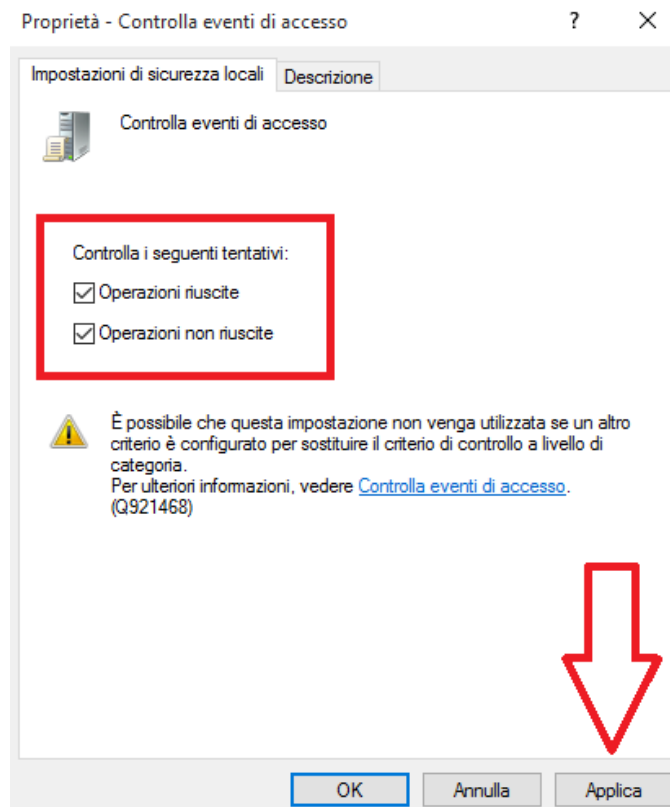 Proprietà - Controlla eventi di accesso
?
Impostazioni di sicurezza locali
Descrizione
Controlla eventi di accesso
Controlla i seguenti tentativi:
Operazioni riuscite
Operazioni non riuscite
È possibile che questa impostazione non venga utilizzata se un altro
criterio è configurato per sostituire il criterio di controllo a livello di
categoria.
Per ulteriori informazioni, vedere Controlla eventi di accesso.
(Q921468)
OK
Annulla
Applica